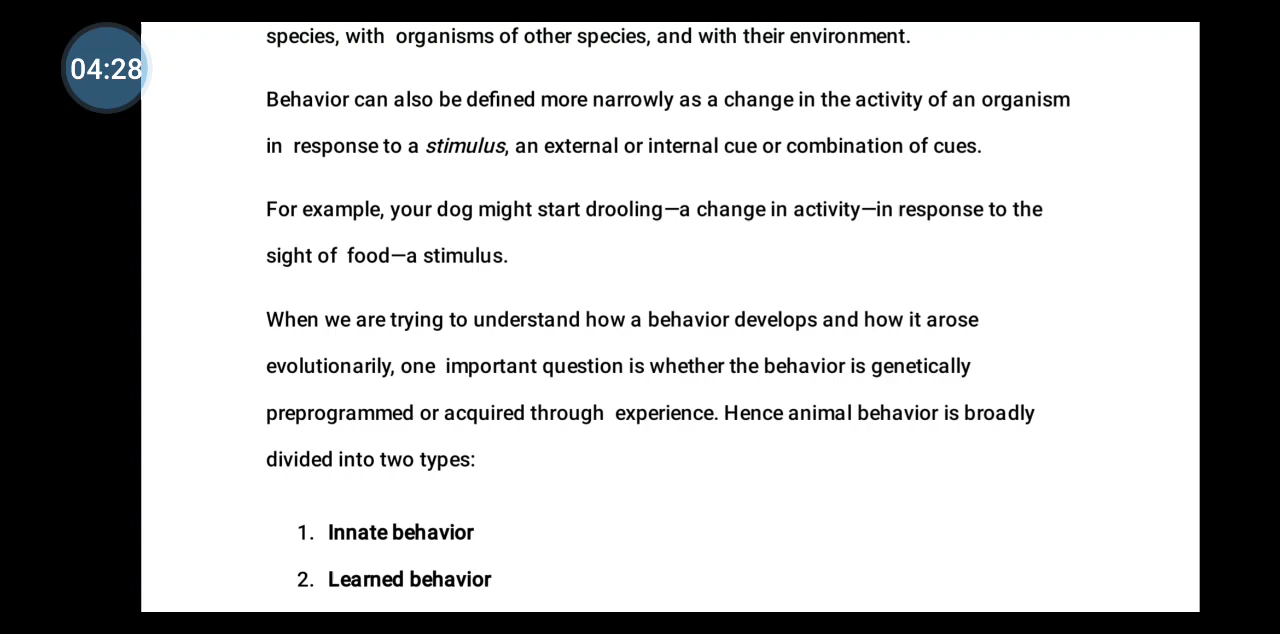 04:28
species, with organisms of other species, and with their environment.
Behavior can also be defined more narrowly as a change in the activity of an organism
in response to a stimulus, an external or internal cue or combination of cues.
For example, your dog might start drooling—a change in activity—in response to the
sight of food—a stimulus.
When we are trying to understand how a behavior develops and how it arose
evolutionarily, one important question is whether the behavior is genetically
preprogrammed or acquired through experience. Hence animal behavior is broadly
divided into two types:
1. Innate behavior
2. Learned behavior